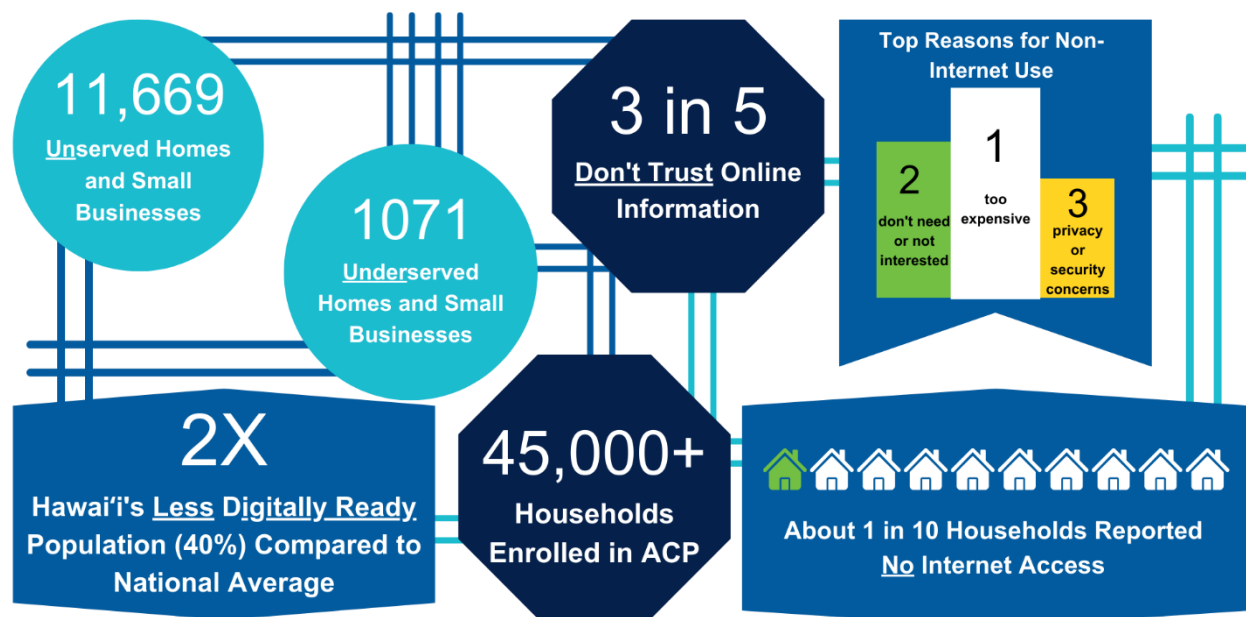 11,669
Unserved Homes
and Small
Businesses
1071
Underserved
Homes and Small
Businesses
3 in 5
Don't Trust Online
Information
Top Reasons for Non-
Internet Use
2
don't need
or not
interested
1
too
expensive
3
privacy
or
security
concerns
2X
Hawaiʻi's Less Digitally Ready
Population (40%) Compared to
National Average
45,000+
Households
Enrolled in ACP
About 1 in 10 Households Reported
No Internet Access